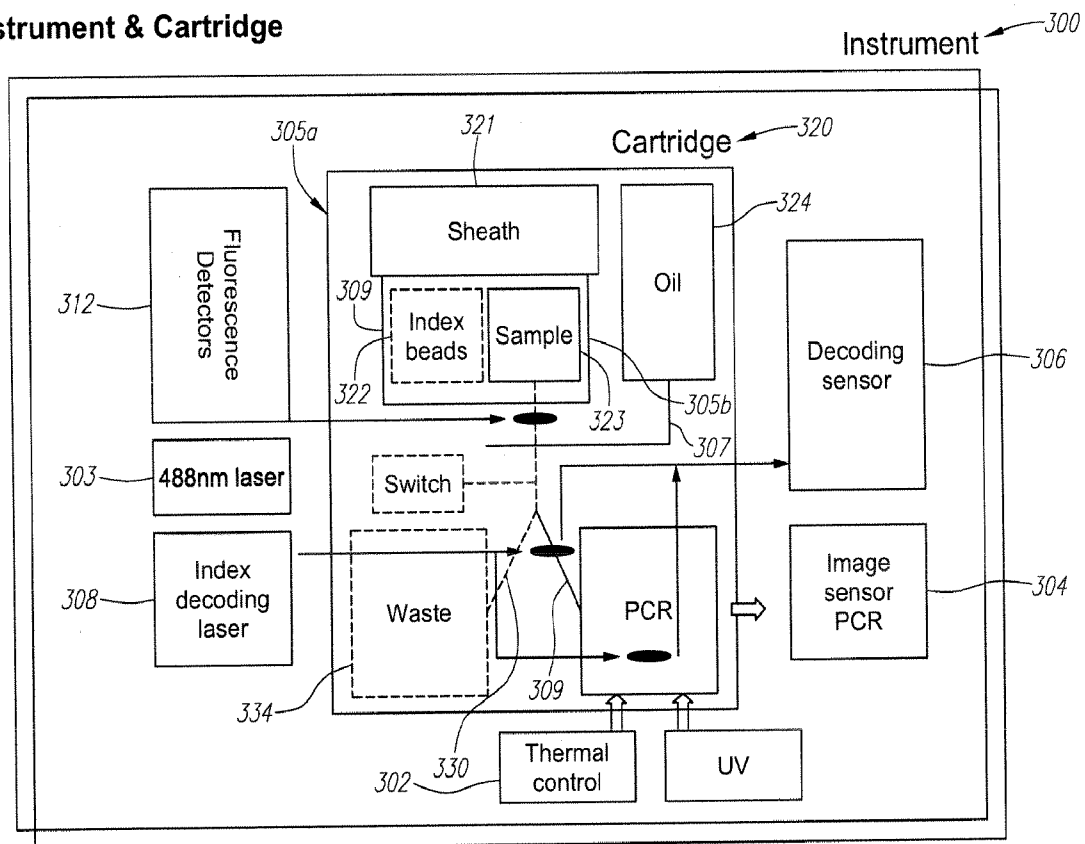 strument & Cartridge
300
Instrument
305a
321
Cartridge
320
324
Fluorescence
Detectors
Sheath
Oil
312
309
322
Index
beads
Sample
305b
323
307
Decoding
sensor
306
303
488nm laser
Switch
308
Index
decoding
laser
Waste
PCR
Image
sensor
PCR
304
334
309
330
302
Thermal
control
UV